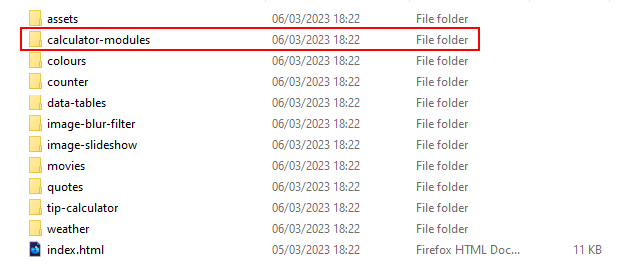 assets 06/03/2023 18:22 File folder
calculator-modules 06/03/2023 18:22 File folder
colours 06/03/2023 18:22 File folder
counter 06/03/2023 18:22 File folder
data-tables 06/03/2023 18:22 File folder
image-blur-filter 06/03/2023 18:22 File folder
image-slideshow 06/03/2023 18:22 File folder
movies 06/03/2023 18:22 File folder
quotes 06/03/2023 18:22 File folder
tip-calculator 06/03/2023 18:22 File folder
weather 06/03/2023 18:22 File folder
index.html 05/03/2023 18:22 Firefox HTML Doc... 11 KB